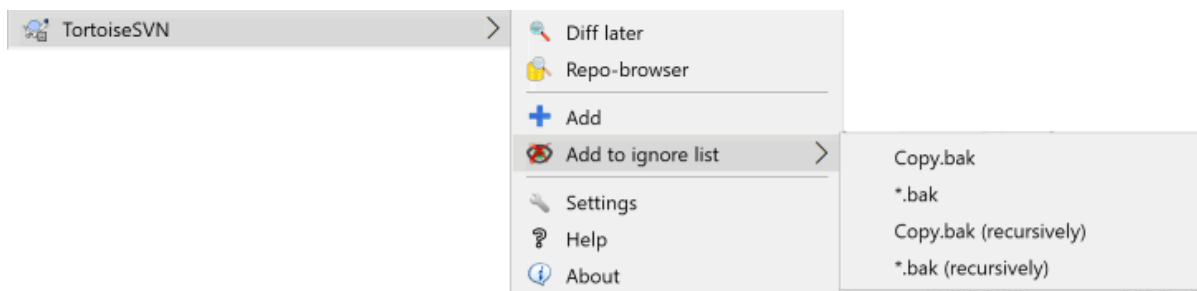 TortoiseSVN
Diff later
Repo-browser
Add
Add to ignore list
Copy.bak
*.bak
Copy.bak (recursively)
*.bak (recursively)
Settings
Help
About